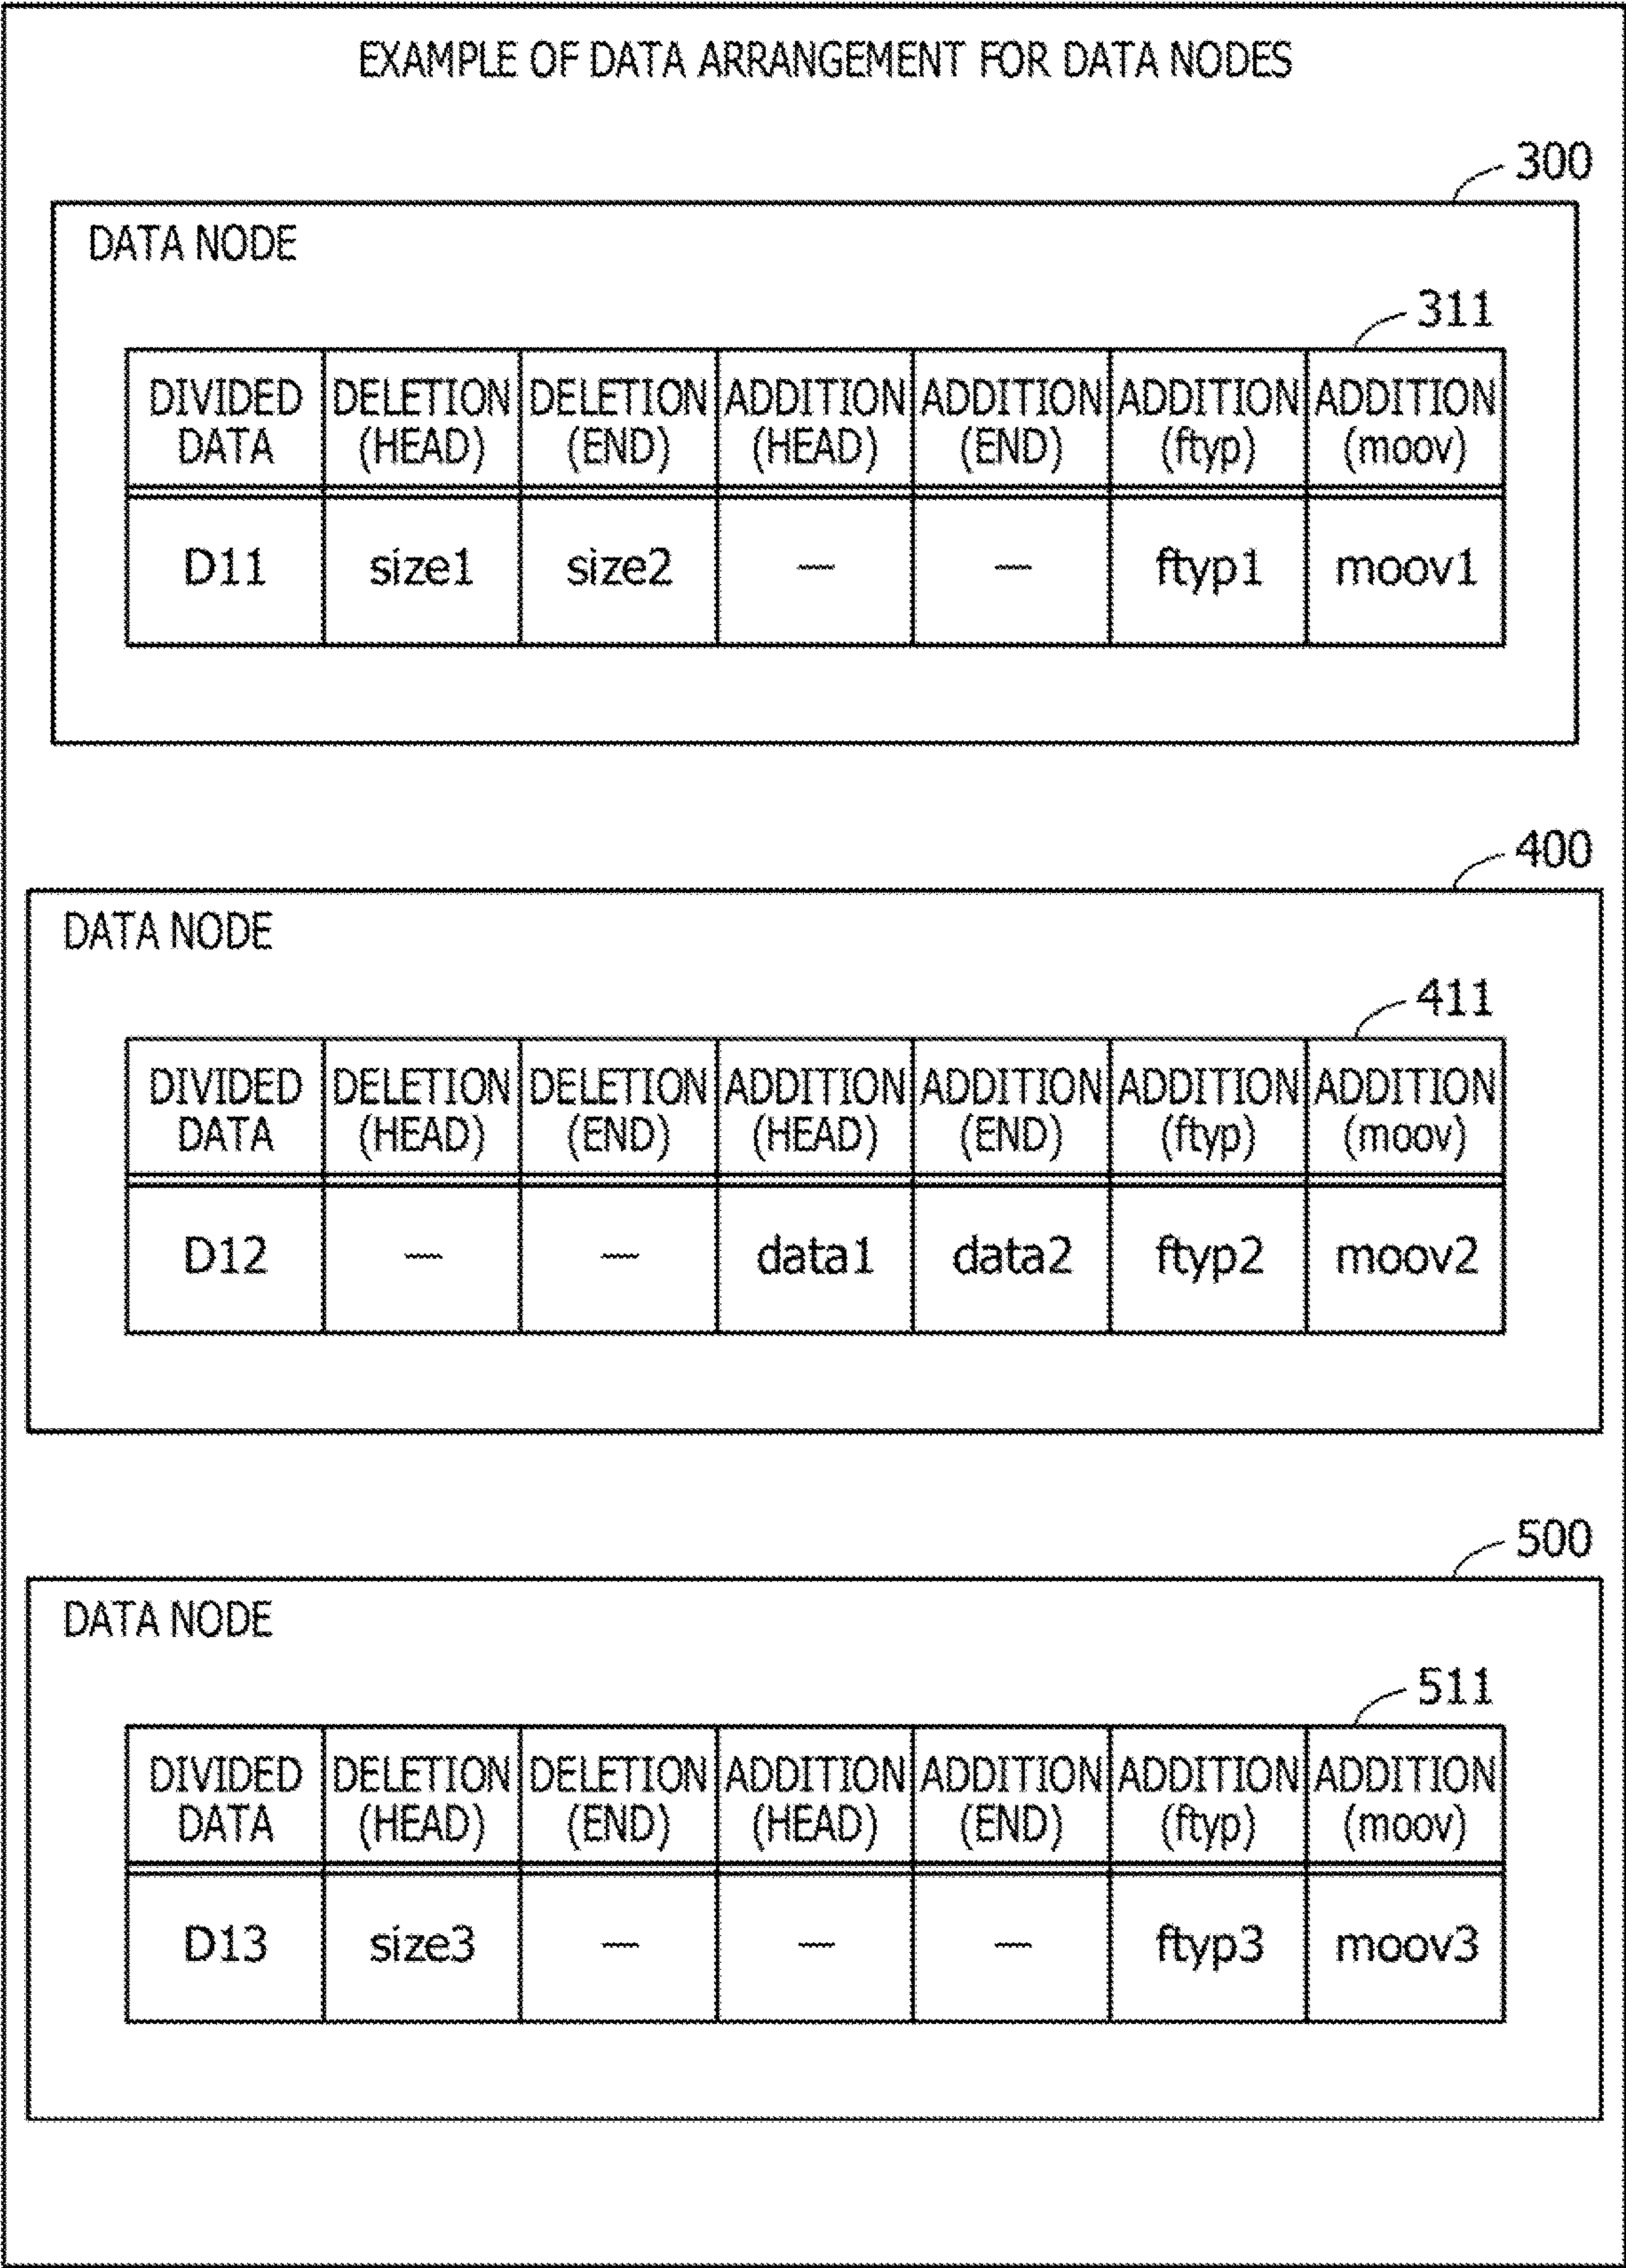 EXAMPLE OF DATA ARRANGEMENT FOR DATA NODES
300
DATA NODE
311
DIVIDED DATA DELETION (HEAD) DELETION (END) ADDITION (HEAD) ADDITION (END) ADDITION (ftyp) ADDITION (moov)
D11 size1 size2 — — ftyp1 moov1
400
DATA NODE
411
DIVIDED DATA DELETION (HEAD) DELETION (END) ADDITION (HEAD) ADDITION (END) ADDITION (ftyp) ADDITION (moov)
D12 — — data1 data2 ftyp2 moov2
500
DATA NODE
511
DIVIDED DATA DELETION (HEAD) DELETION (END) ADDITION (HEAD) ADDITION (END) ADDITION (ftyp) ADDITION (moov)
D13 size3 — — — ftyp3 moov3